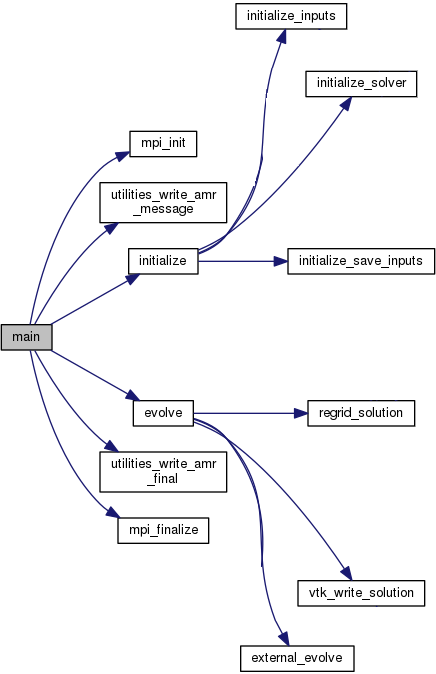 initialize_inputs
initialize_solver
mpi_init
utilities_write_amr
_message
initialize
initialize_save_inputs
main
evolve
regrid_solution
utilities_write_amr
_final
mpi_finalize
vtk_write_solution
external_evolve